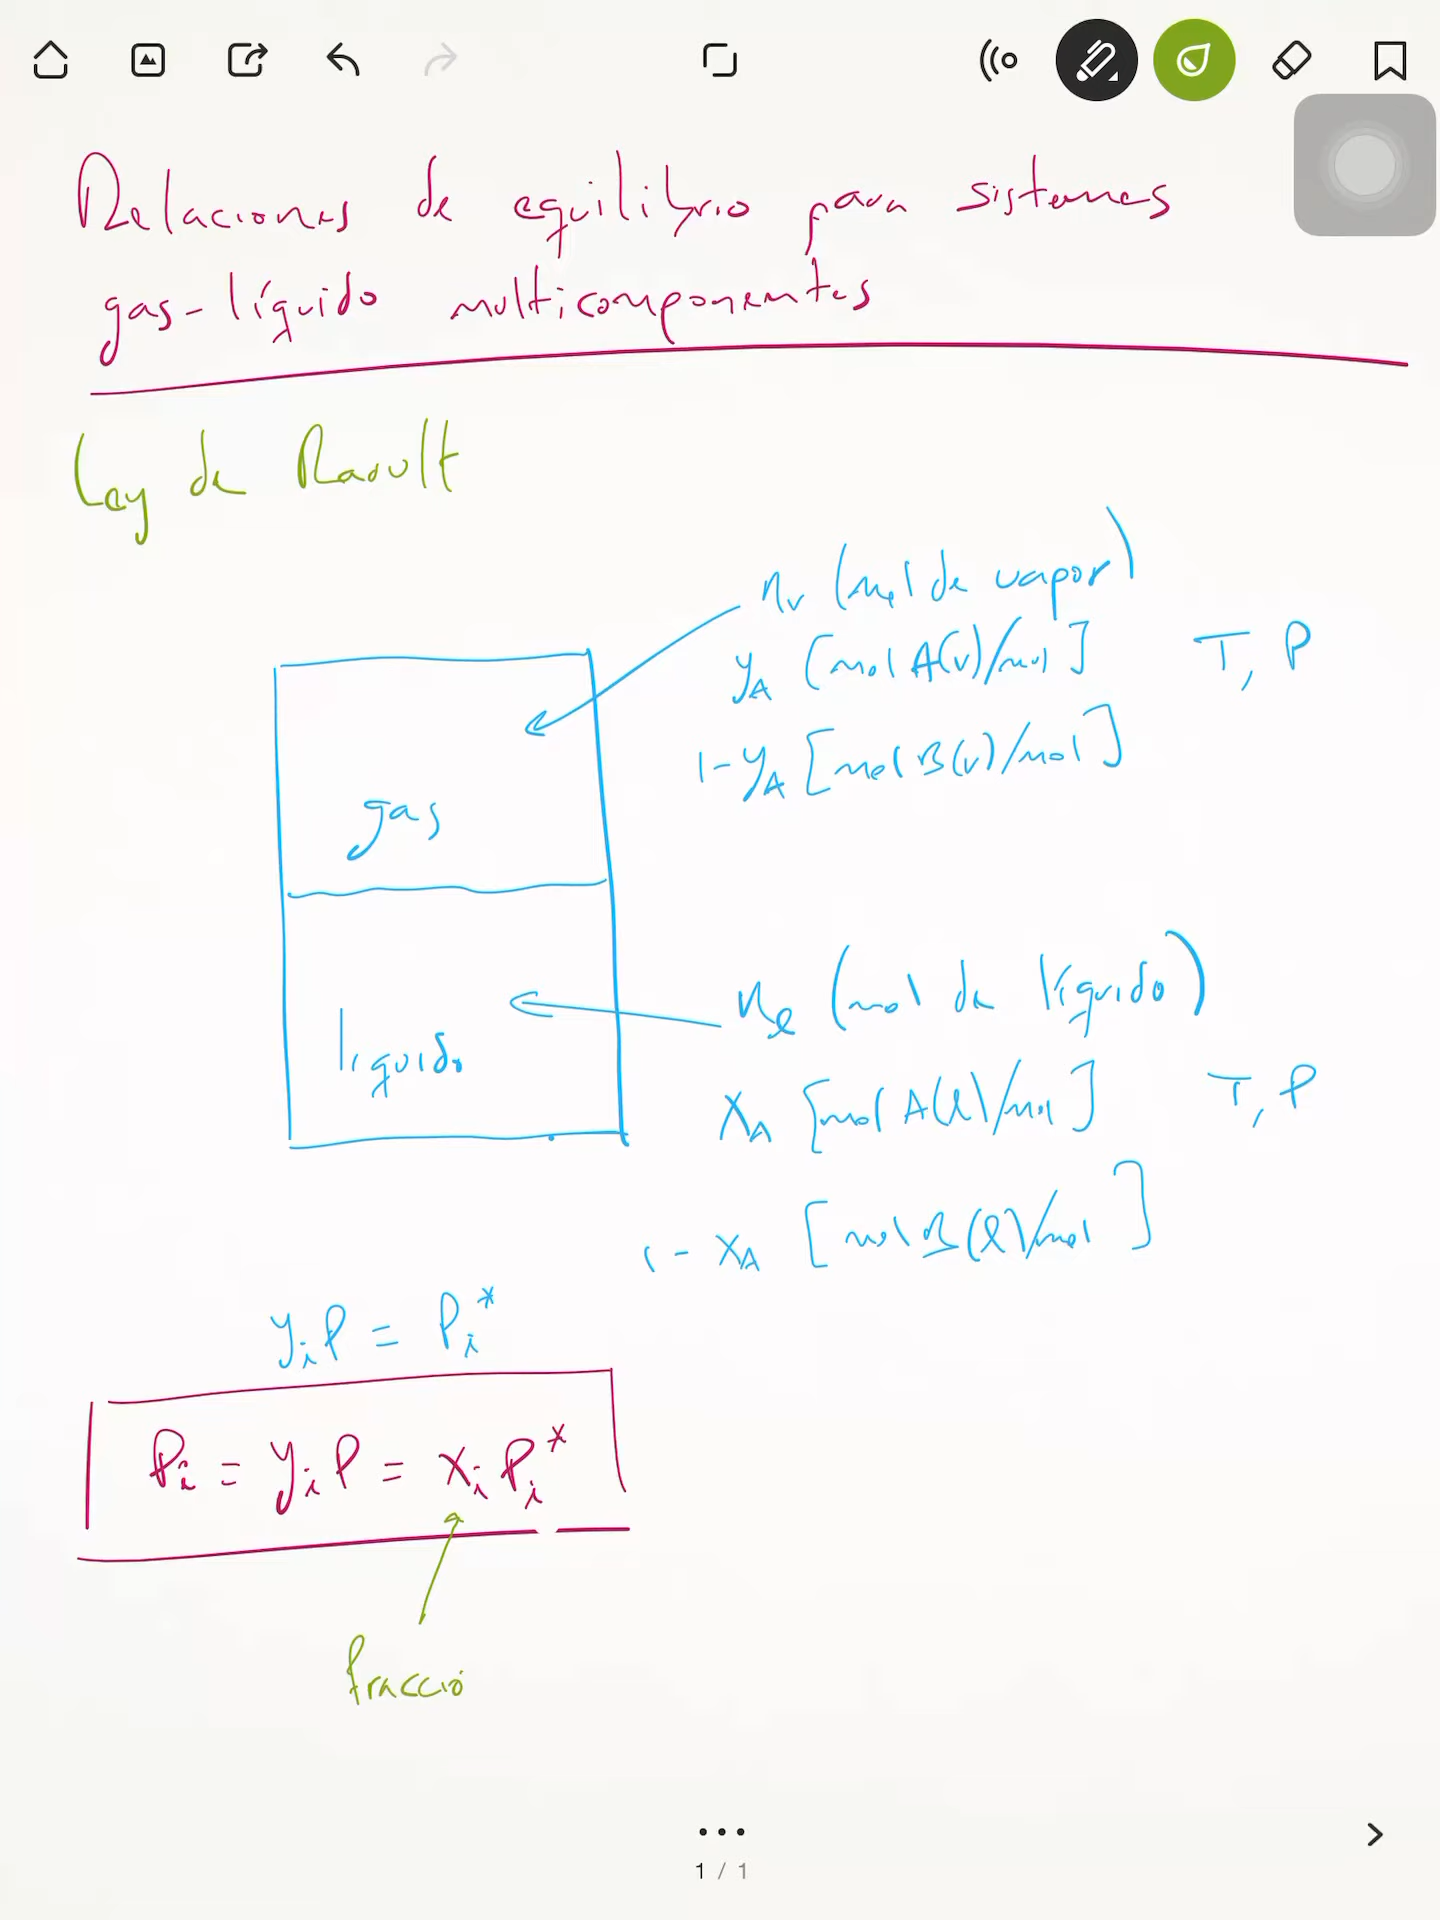 Relaciones de equilibrio para sistemas
gas-líquido multicomponentes
Ley de Raoult
nv (mol de vapor)
yA [mol A(v)/mol] T, P
1-yA [mol B(v)/mol]
gas
nl (mol de líquido)
líquido
xA [mol A(l)/mol] T, P
1-xA [mol B(l)/mol]
yiP = Pi*
Pi = yiP = xiPi*
fracció
1 / 1